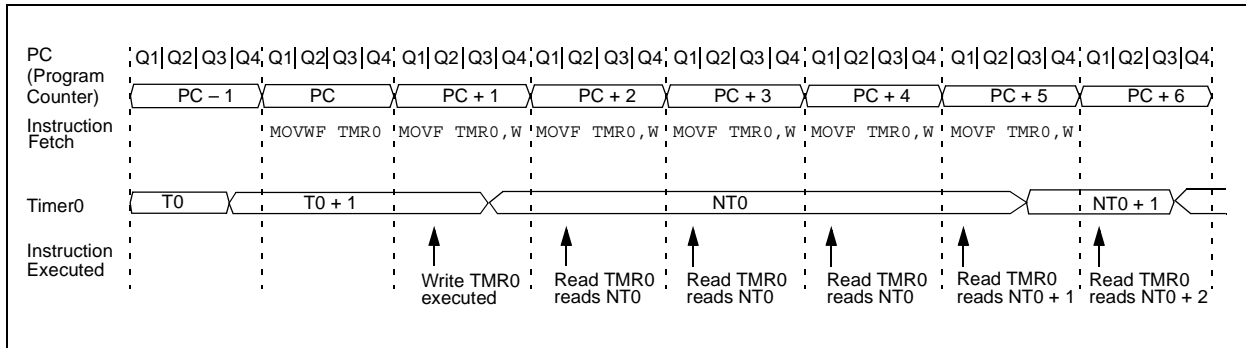 PC
(Program
Counter)
Q1 Q2 Q3 Q4 Q1 Q2 Q3 Q4 Q1 Q2 Q3 Q4 Q1 Q2 Q3 Q4 Q1 Q2 Q3 Q4 Q1 Q2 Q3 Q4 Q1 Q2 Q3 Q4 Q1 Q2 Q3 Q4
PC – 1 PC PC + 1 PC + 2 PC + 3 PC + 4 PC + 5 PC + 6
Instruction
Fetch
MOVWF TMR0 MOVF TMR0,W MOVF TMR0,W MOVF TMR0,W MOVF TMR0,W MOVF TMR0,W
Timer0
T0 T0 + 1 NT0 NT0 + 1
Instruction
Executed
Write TMR0
executed
Read TMR0
reads NT0
Read TMR0
reads NT0
Read TMR0
reads NT0
Read TMR0
reads NT0 + 1
Read TMR0
reads NT0 + 2